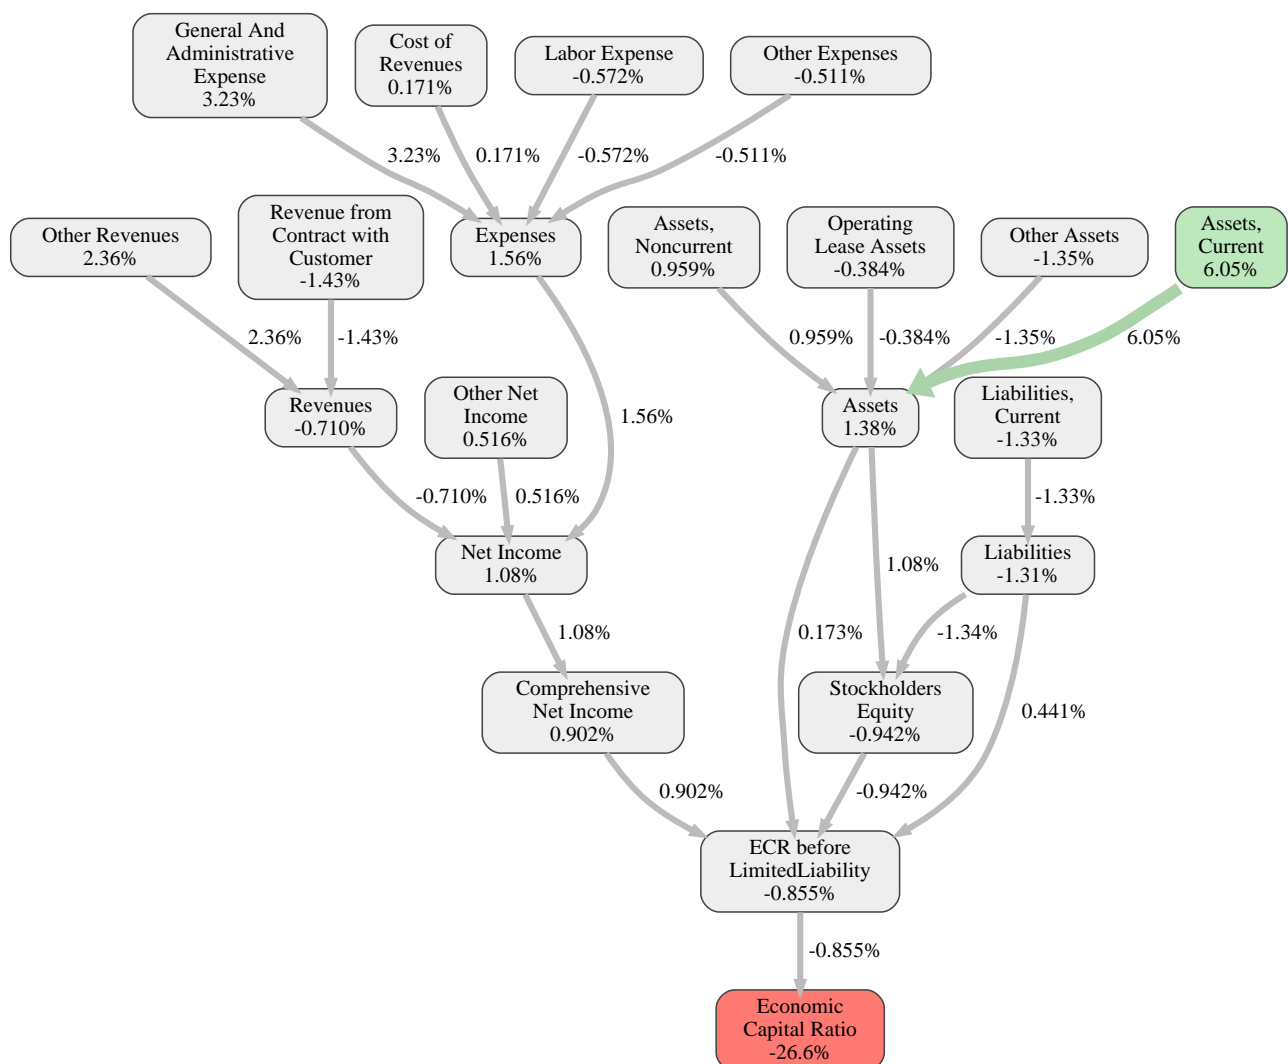 General And
Administrative
Expense
3.23%
Cost of
Revenues
0.171%
Labor Expense
-0.572%
Other Expenses
-0.511%
3.23%
0.171%
-0.572%
-0.511%
Other Revenues
2.36%
Revenue from
Contract with
Customer
-1.43%
Expenses
1.56%
Assets,
Noncurrent
0.959%
Operating
Lease Assets
-0.384%
Other Assets
-1.35%
Assets,
Current
6.05%
2.36%
-1.43%
0.959%
-0.384%
-1.35%
6.05%
Revenues
-0.710%
Other Net
Income
0.516%
1.56%
Assets
1.38%
Liabilities,
Current
-1.33%
-0.710%
0.516%
-1.33%
Net Income
1.08%
1.08%
Liabilities
-1.31%
1.08%
0.173%
-1.34%
Comprehensive
Net Income
0.902%
Stockholders
Equity
-0.942%
0.441%
0.902%
-0.942%
ECR before
LimitedLiability
-0.855%
-0.855%
Economic
Capital Ratio
-26.6%